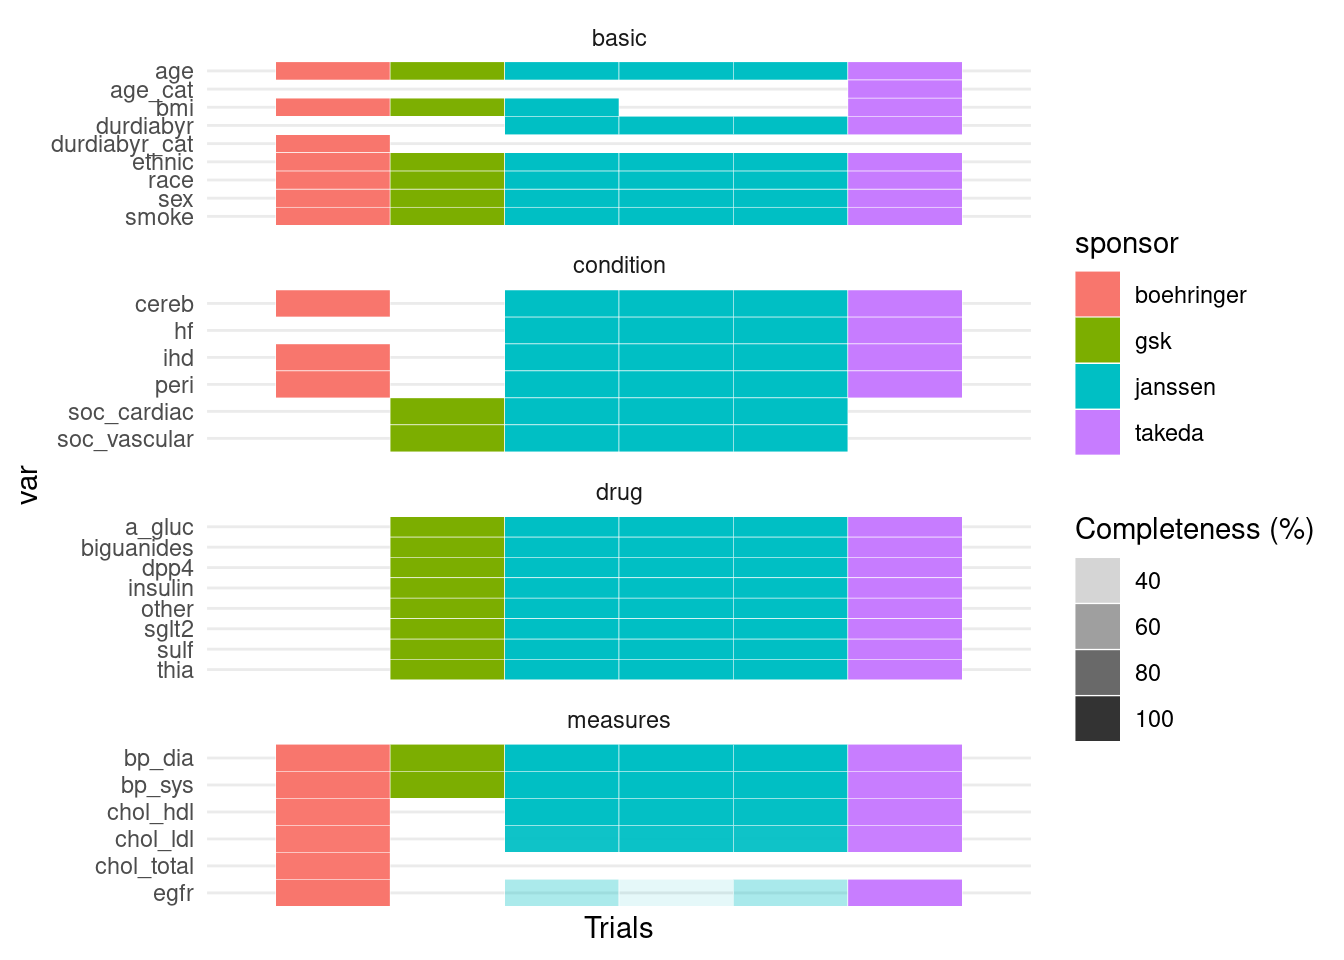 basic
age
age_cat
bmi
durdiabyr
durdiabyr_cat
ethnic
race
sex
smoke
condition
cereb
hf
ihd
peri
soc_cardiac
soc_vascular
drug
a_gluc
biguanides
dpp4
insulin
other
sglt2
sulf
thia
measures
bp_dia
bp_sys
chol_hdl
chol_ldl
chol_total
egfr
var
Trials
sponsor
boehringer
gsk
janssen
takeda
Completeness (%)
40
60
80
100